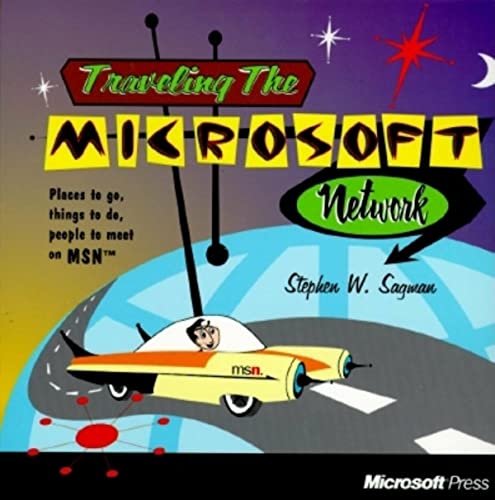 Traveling The
MICROSOFT
Network
Places to go,
things to do,
people to meet
on MSN™
Stephen W. Sagman
msn.
Microsoft Press